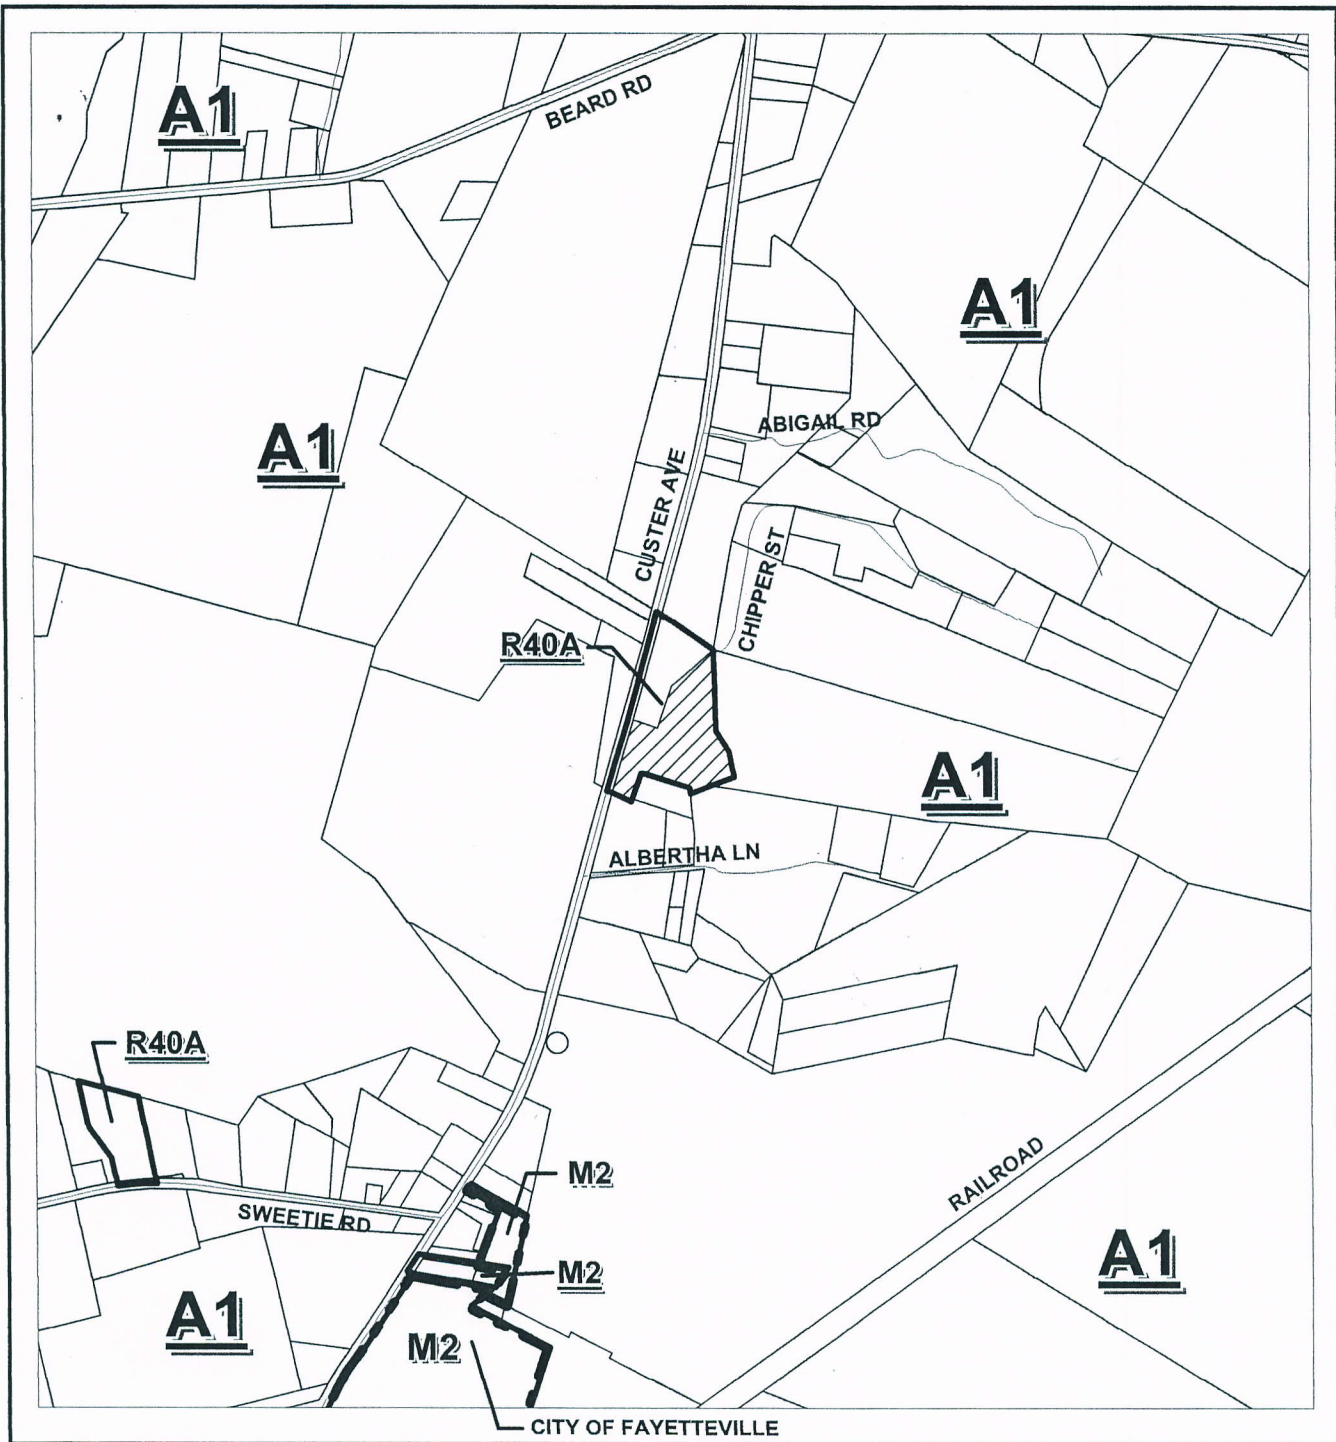 A1
BEARD RD
A1
ABIGAIL RD
A1
CUSTER AVE
CHIPPER ST
R40A
A1
ALBERTHA LN
R40A
RAILROAD
M2
SWEETIE RD
A1
M2
A1
M2
CITY OF FAYETTEVILLE